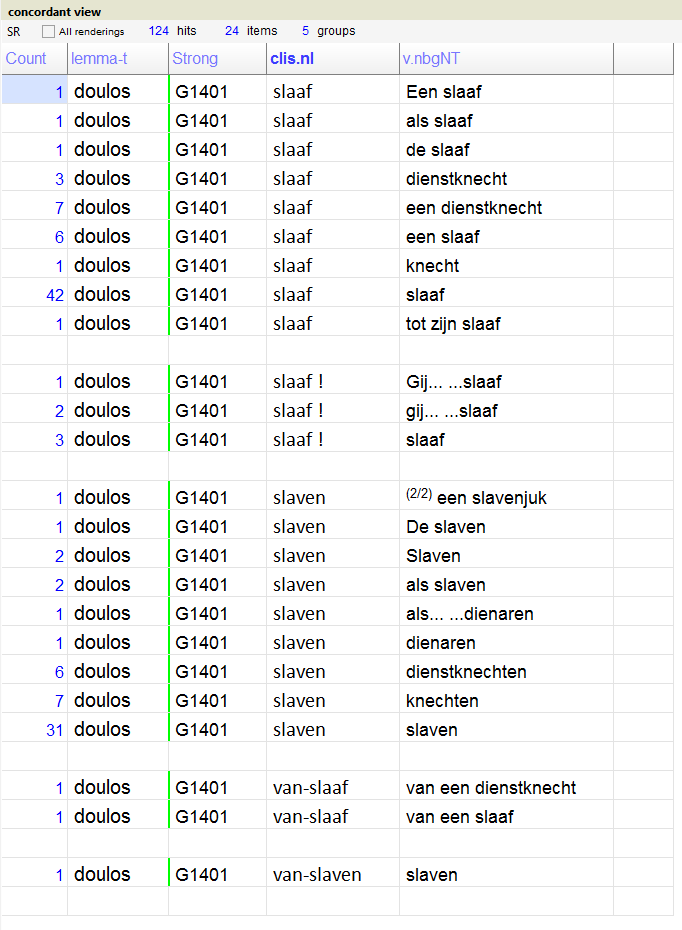 concordant view
SR All renderings 124 hits 24 items 5 groups
Count lemma-t Strong clis.nl v.nbgNT
1 doulos G1401 slaaf Een slaaf
1 doulos G1401 slaaf als slaaf
1 doulos G1401 slaaf de slaaf
3 doulos G1401 slaaf dienstknecht
7 doulos G1401 slaaf een dienstknecht
6 doulos G1401 slaaf een slaaf
1 doulos G1401 slaaf knecht
42 doulos G1401 slaaf slaaf
1 doulos G1401 slaaf tot zijn slaaf
1 doulos G1401 slaaf ! Gij... ...slaaf
2 doulos G1401 slaaf ! gij... ...slaaf
3 doulos G1401 slaaf ! slaaf
1 doulos G1401 slaven (2/2) een slavenjuk
1 doulos G1401 slaven De slaven
2 doulos G1401 slaven Slaven
2 doulos G1401 slaven als slaven
1 doulos G1401 slaven als... ...dienaren
1 doulos G1401 slaven dienaren
6 doulos G1401 slaven dienstknechten
7 doulos G1401 slaven knechten
31 doulos G1401 slaven slaven
1 doulos G1401 van-slaaf van een dienstknecht
1 doulos G1401 van-slaaf van een slaaf
1 doulos G1401 van-slaven slaven